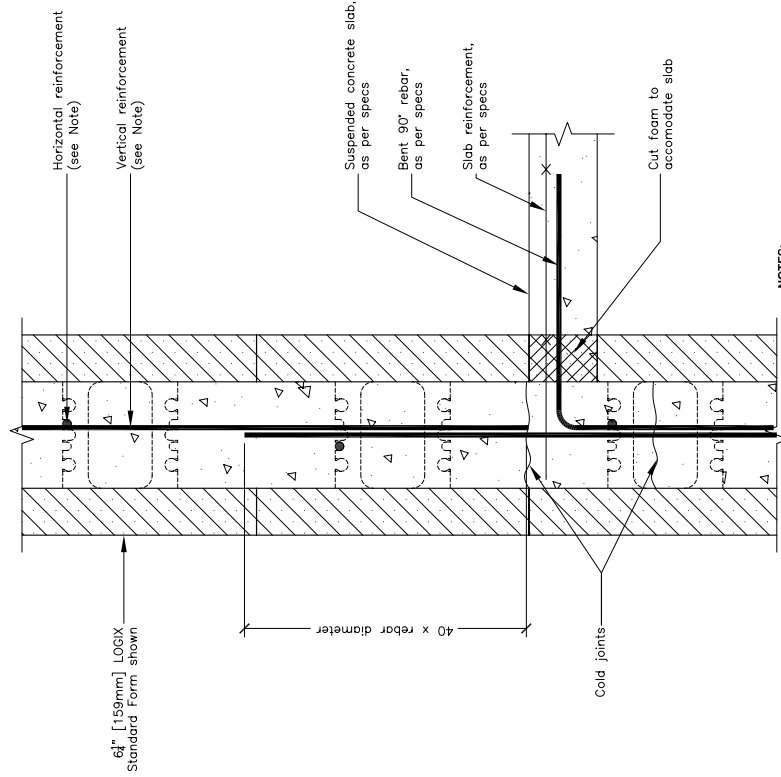 Horizontal reinforcement
(see Note)
Vertical reinforcement
(see Note)
Suspended concrete slab,
as per specs
Bent 90° rebar,
as per specs
Slab reinforcement,
as per specs
Cut foam to
accomodate slab
6¼" [159mm] LOGIX
Standard Form shown
40 x rebar diameter
Cold joints
NOTES: